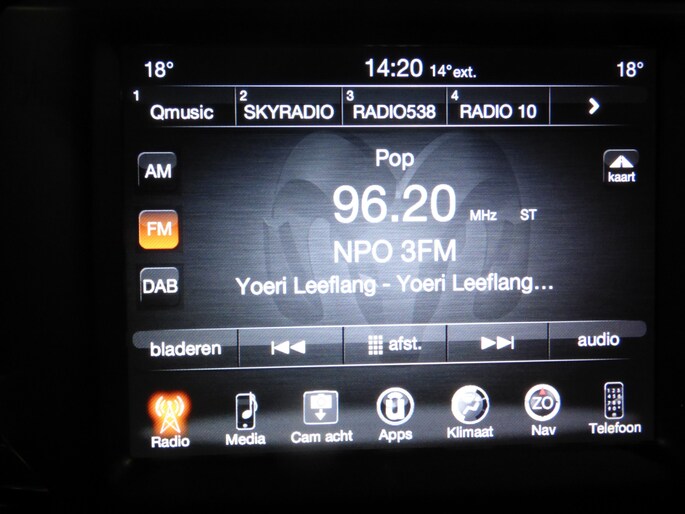 18° 14:20 14°ext. 18°
1 Qmusic 2 SKYRADIO 3 RADIO538 4 RADIO 10
Pop
AM
kaart
96.20 MHz ST
FM
NPO 3FM
DAB
Yoeri Leeflang - Yoeri Leeflang...
bladeren afst. audio
ZO
Radio Media Cam acht Apps Klimaat Nav Telefoon